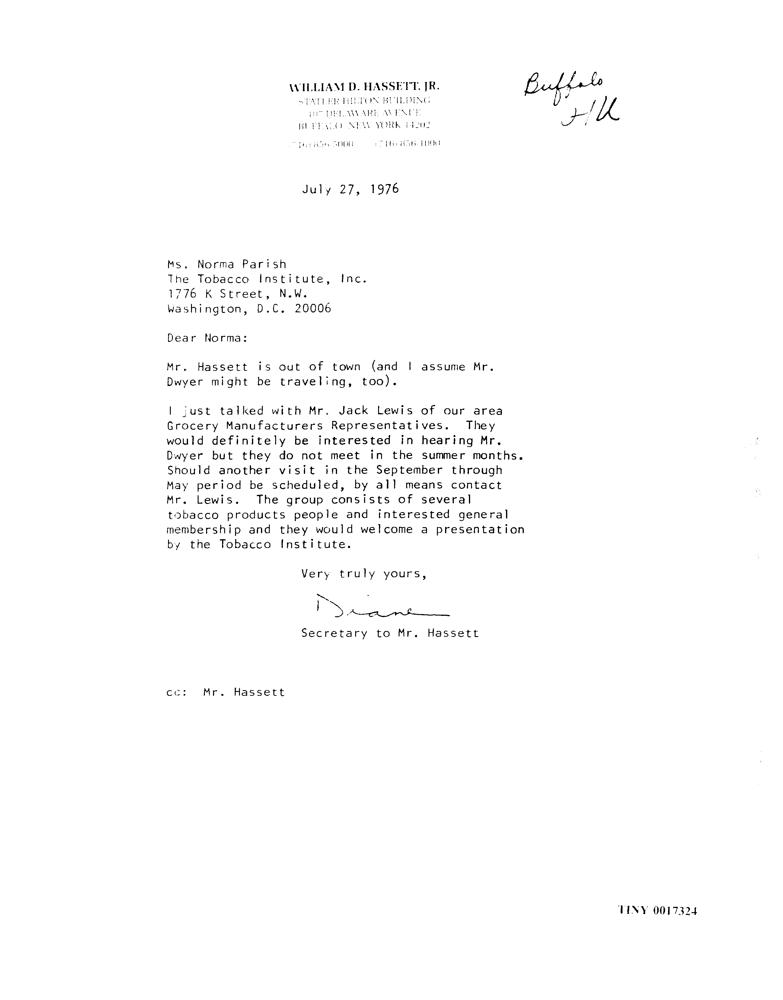 WILLIAM D. HASSETT, JR.
STATLER HILTON BUILDING
107 DELAWARE AVENUE
BUFFALO, NEW YORK 14202
Buffalo
July 27, 1976
Ms. Norma Parish
The Tobacco Institute, Inc.
1776 K Street, N.W.
Washington, D.C. 20006
Dear Norma:
Mr. Hassett is out of town (and I assume Mr.
Dwyer might be traveling, too).
I just talked with Mr. Jack Lewis of our area
Grocery Manufacturers Representatives. They
would definitely be interested in hearing Mr.
Dwyer but they do not meet in the summer months.
Should another visit in the September through
May period be scheduled, by all means contact
Mr. Lewis. The group consists of several
tobacco products people and interested general
membership and they would welcome a presentation
by the Tobacco Institute.
Very truly yours,
Diane
Secretary to Mr. Hassett
cc: Mr. Hassett
TINY 0017324